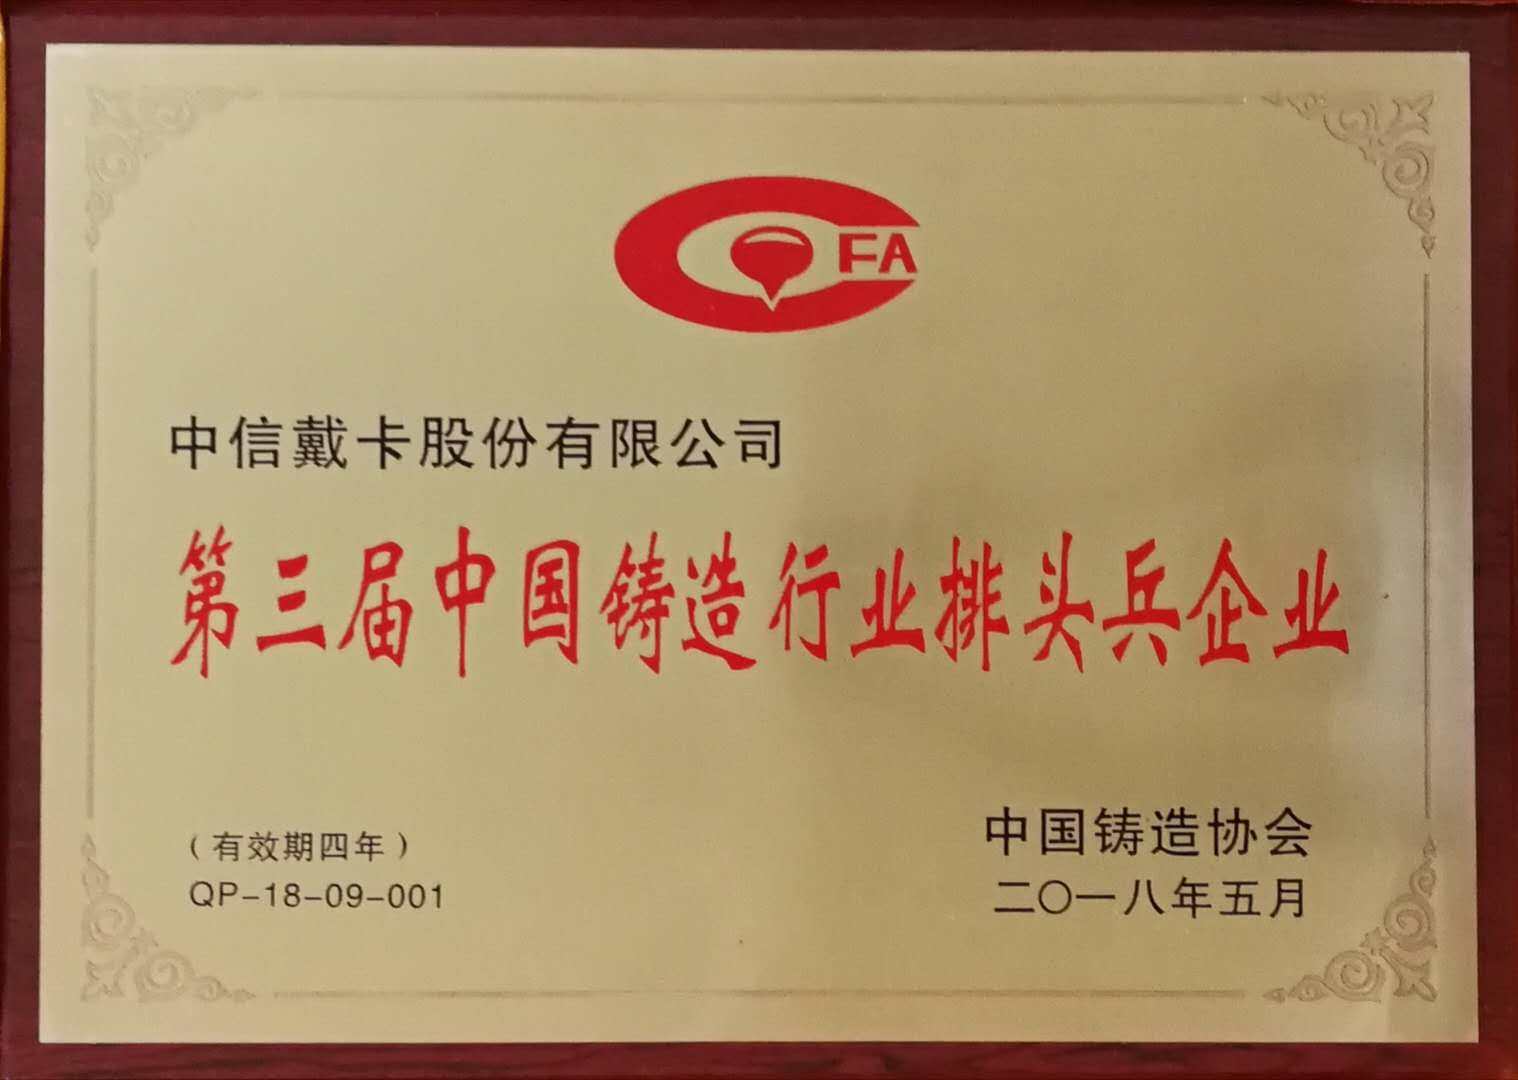 CFA
中信戴卡股份有限公司
第三届中国铸造行业排头兵企业
（有效期四年）
QP-18-09-001
中国铸造协会
二〇一八年五月